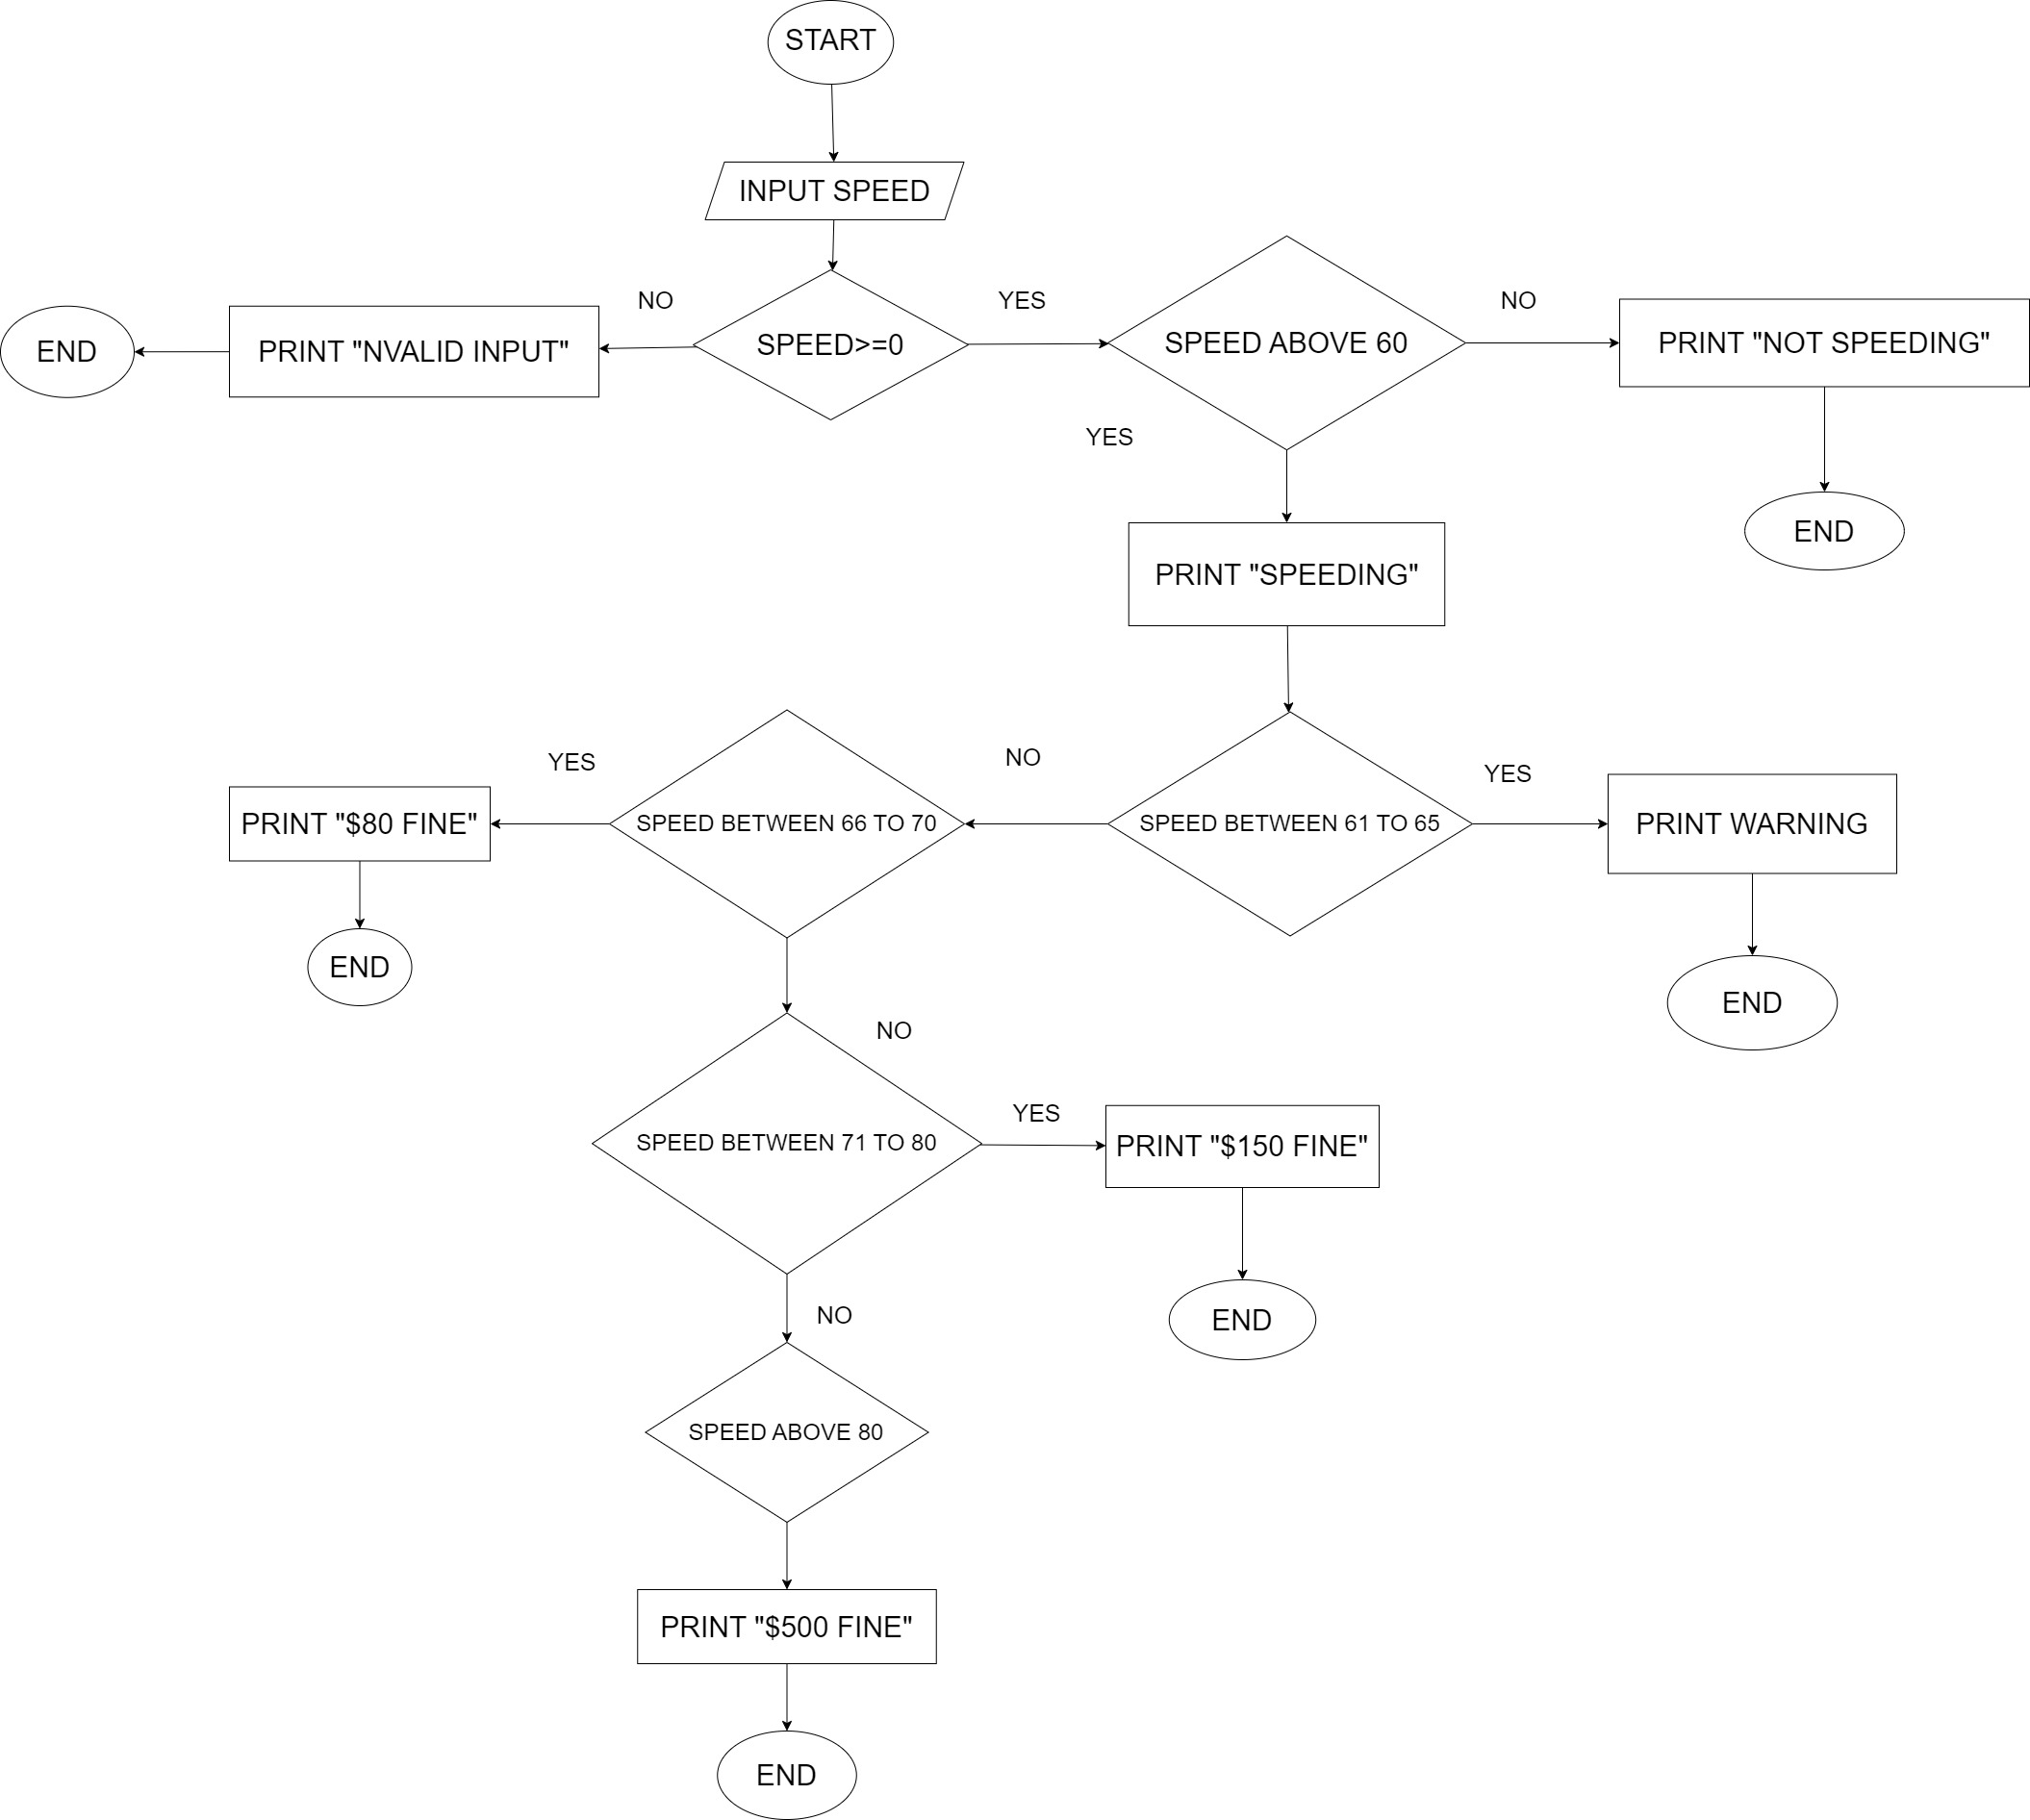 START
INPUT SPEED
NO
YES
NO
END
PRINT "NVALID INPUT"
SPEED>=0
SPEED ABOVE 60
PRINT "NOT SPEEDING"
YES
END
PRINT "SPEEDING"
YES
NO
YES
PRINT "$80 FINE"
SPEED BETWEEN 66 TO 70
SPEED BETWEEN 61 TO 65
PRINT WARNING
END
END
NO
YES
SPEED BETWEEN 71 TO 80
PRINT "$150 FINE"
NO
END
SPEED ABOVE 80
PRINT "$500 FINE"
END